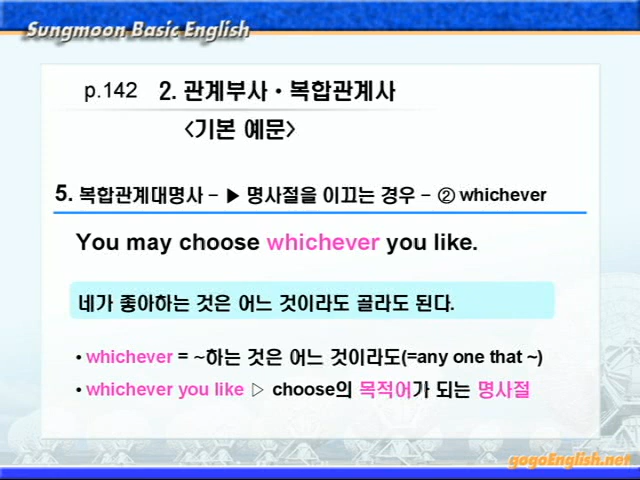 Sungmoon Basic English
p.142 2. 관계부사 • 복합관계사
<기본 예문>
5. 복합관계대명사 - ▶ 명사절을 이끄는 경우 - ② whichever
You may choose whichever you like.
네가 좋아하는 것은 어느 것이라도 골라도 된다.
• whichever = ~하는 것은 어느 것이라도(=any one that ~)
• whichever you like ▷ choose의 목적어가 되는 명사절
gogoEnglish.net